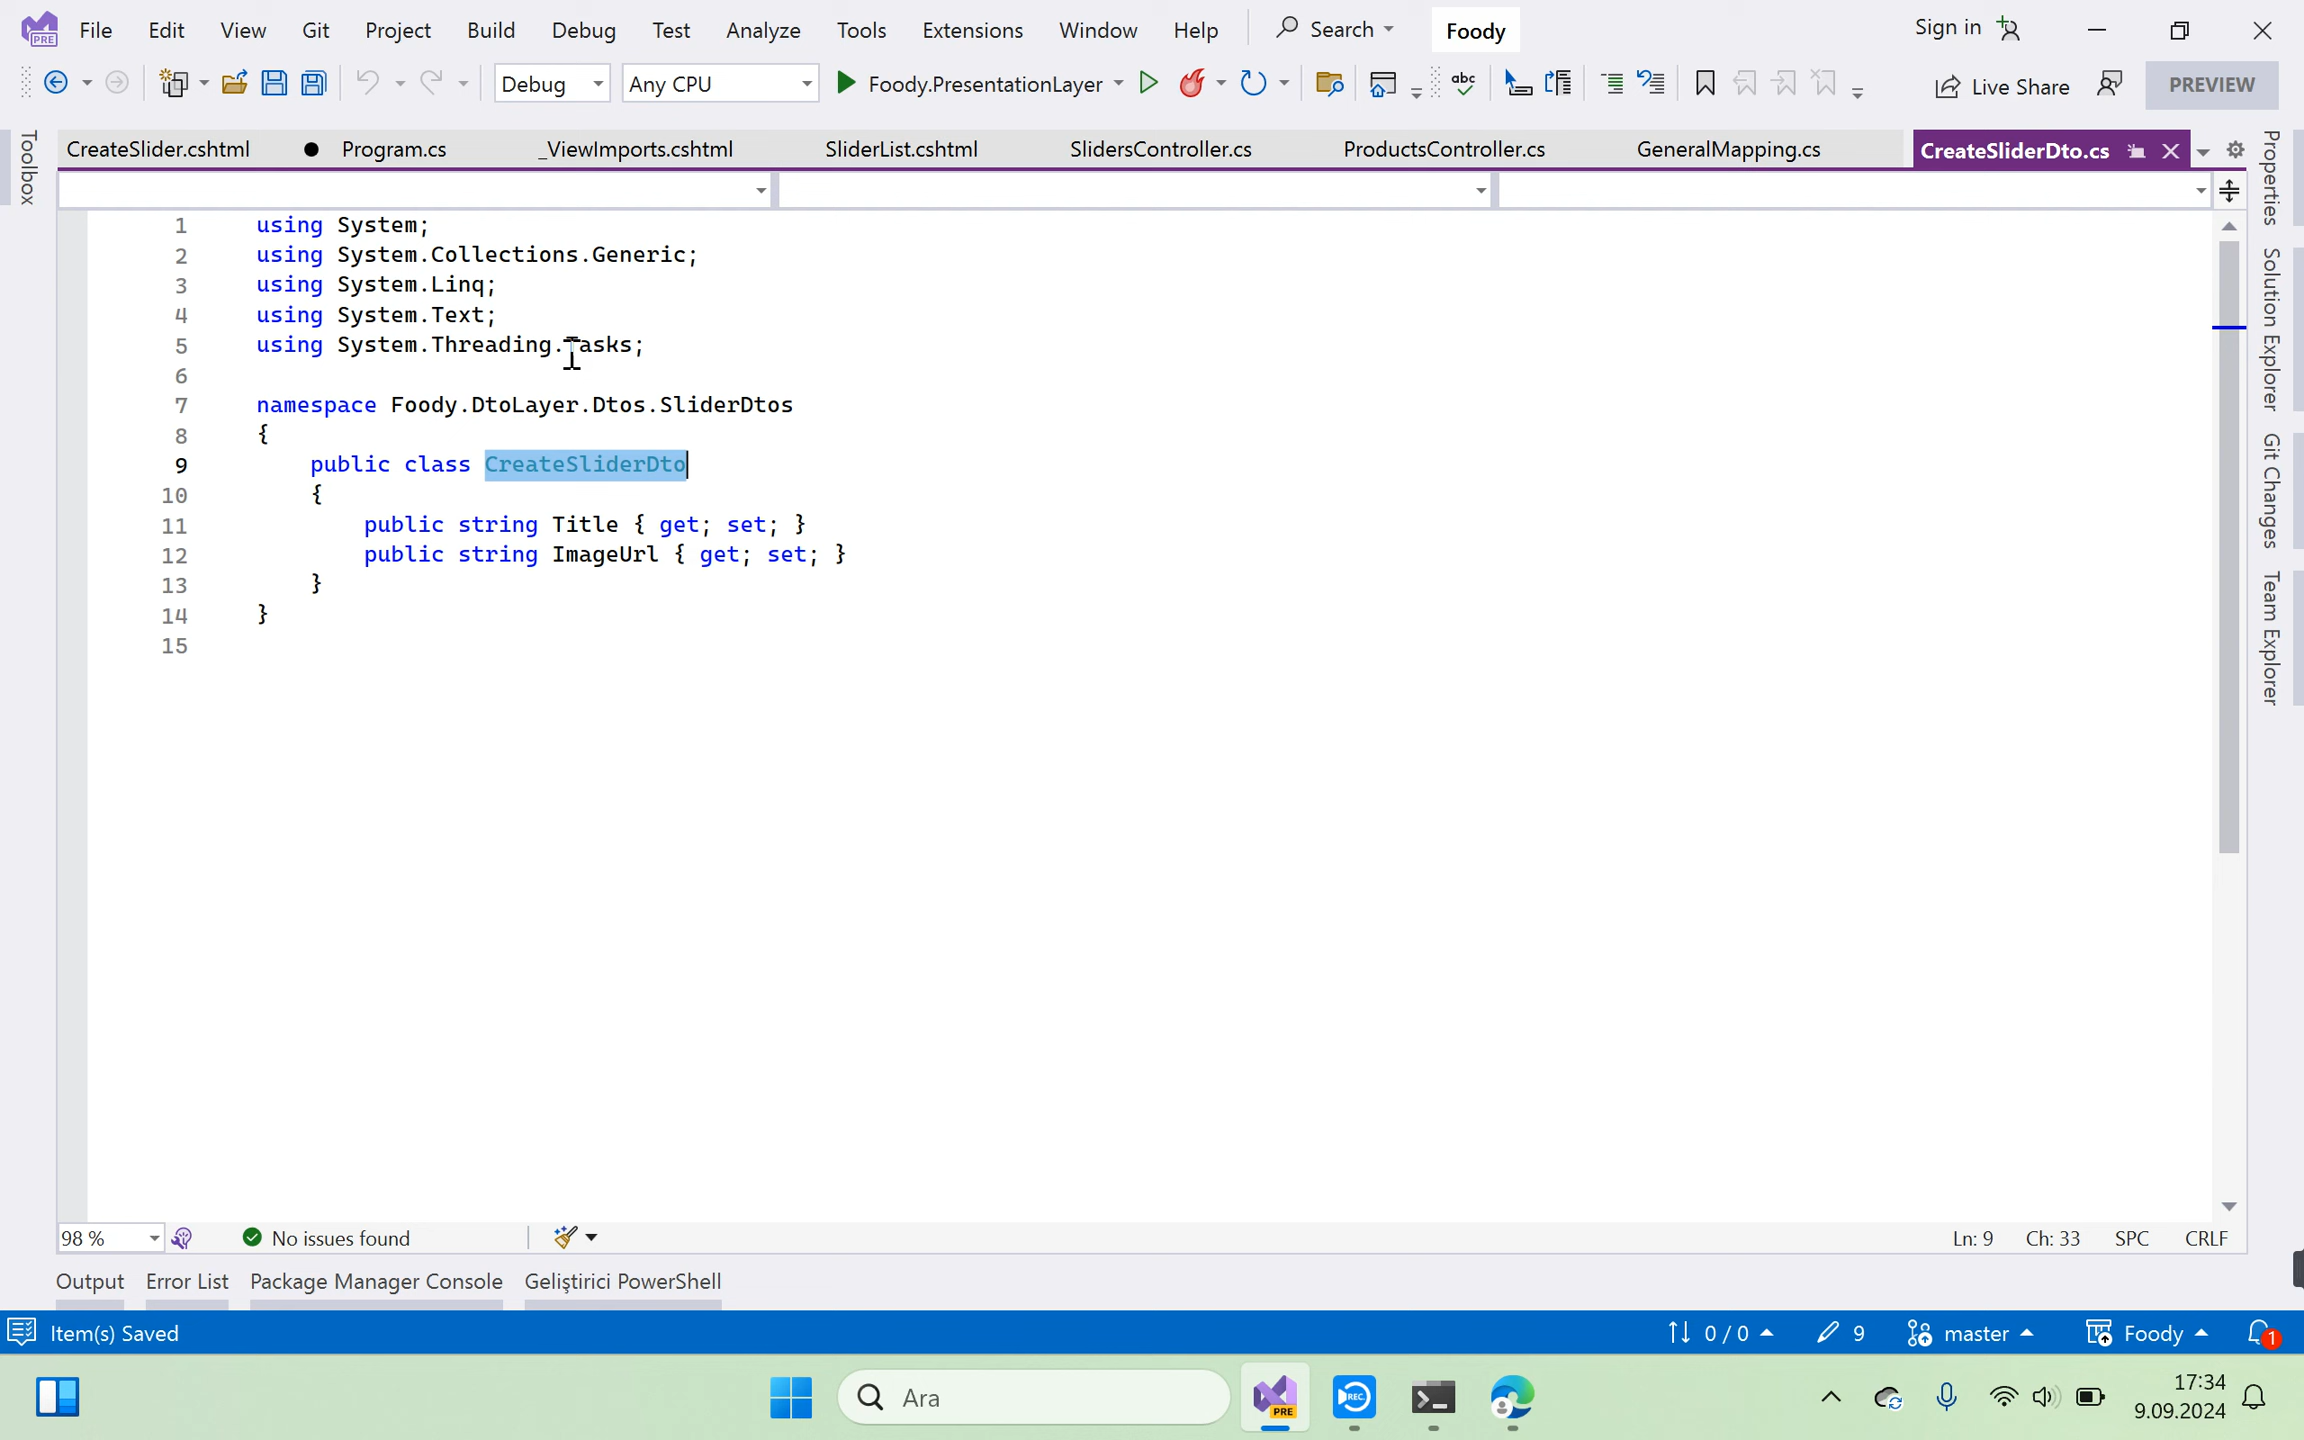 File Edit View Git Project Build Debug Test Analyze Tools Extensions Window Help Search Foody Sign in
Debug Any CPU Foody.PresentationLayer abc Live Share PREVIEW
CreateSlider.cshtml Program.cs _ViewImports.cshtml SliderList.cshtml SlidersController.cs ProductsController.cs GeneralMapping.cs CreateSliderDto.cs
Toolbox
Properties
Solution Explorer
Git Changes
Team Explorer
1 using System;
2 using System.Collections.Generic;
3 using System.Linq;
4 using System.Text;
5 using System.Threading.Tasks;
6
7 namespace Foody.DtoLayer.Dtos.SliderDtos
8 {
9 public class CreateSliderDto
10 {
11 public string Title { get; set; }
12 public string ImageUrl { get; set; }
13 }
14 }
15
98 % No issues found Ln: 9 Ch: 33 SPC CRLF
Output Error List Package Manager Console Geliştirici PowerShell
Item(s) Saved 0 / 0 9 master Foody 1
Ara PRE REC 17:34
9.09.2024